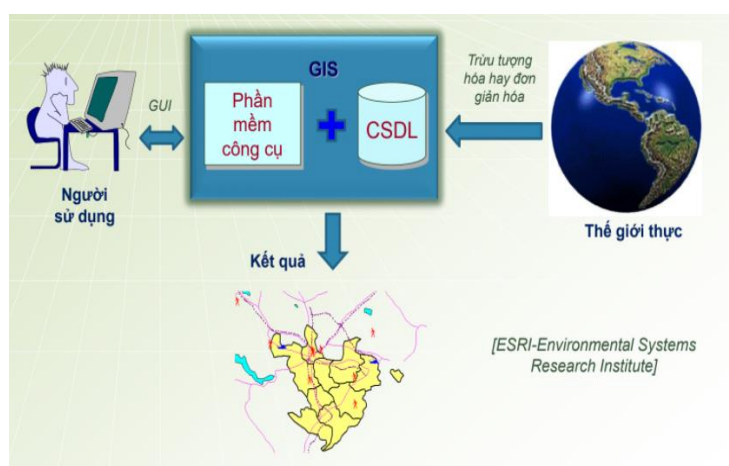 GIS
Trừu tượng
hóa hay đơn
giản hóa
GUI
Phần
mềm
công cụ
CSDL
Người
sử dụng
Thế giới thực
Kết quả
[ESRI-Environmental Systems
Research Institute]